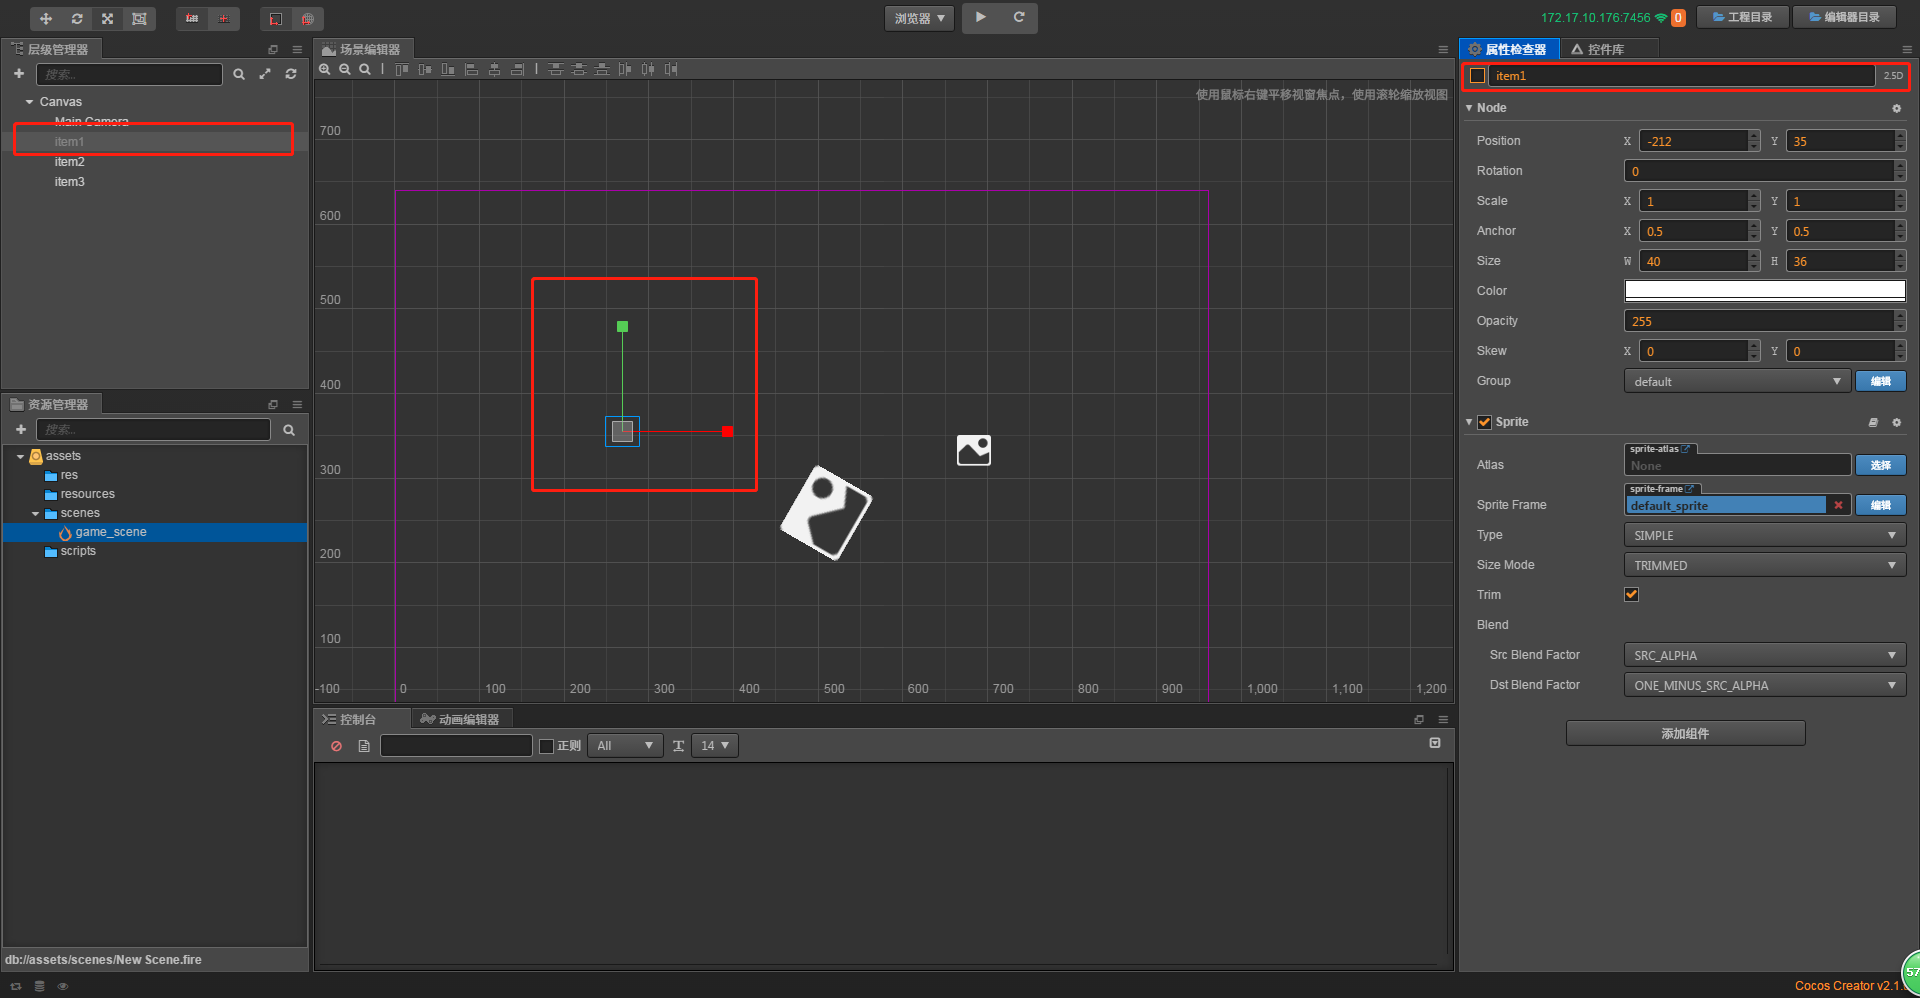 浏览器
172.17.10.176:7456
0
工程目录
编辑器目录
层级管理器
搜索...
Canvas
Main Camera
item1
item2
item3
资源管理器
搜索...
assets
res
resources
scenes
game_scene
scripts
db://assets/scenes/New Scene.fire
场景编辑器
使用鼠标右键平移视窗焦点，使用滚轮缩放视图
700
600
500
400
300
200
100
-100 0 100 200 300 400 500 600 700 800 900 1,000 1,100 1,200
控制台
动画编辑器
正则
All
14
属性检查器
控件库
item1
2.5D
Node
Position X -212 Y 35
Rotation 0
Scale X 1 Y 1
Anchor X 0.5 Y 0.5
Size W 40 H 36
Color
Opacity 255
Skew X 0 Y 0
Group default 编辑
Sprite
sprite-atlas
Atlas None 选择
sprite-frame
Sprite Frame default_sprite 编辑
Type SIMPLE
Size Mode TRIMMED
Trim
Blend
Src Blend Factor SRC_ALPHA
Dst Blend Factor ONE_MINUS_SRC_ALPHA
添加组件
57
Cocos Creator v2.1.